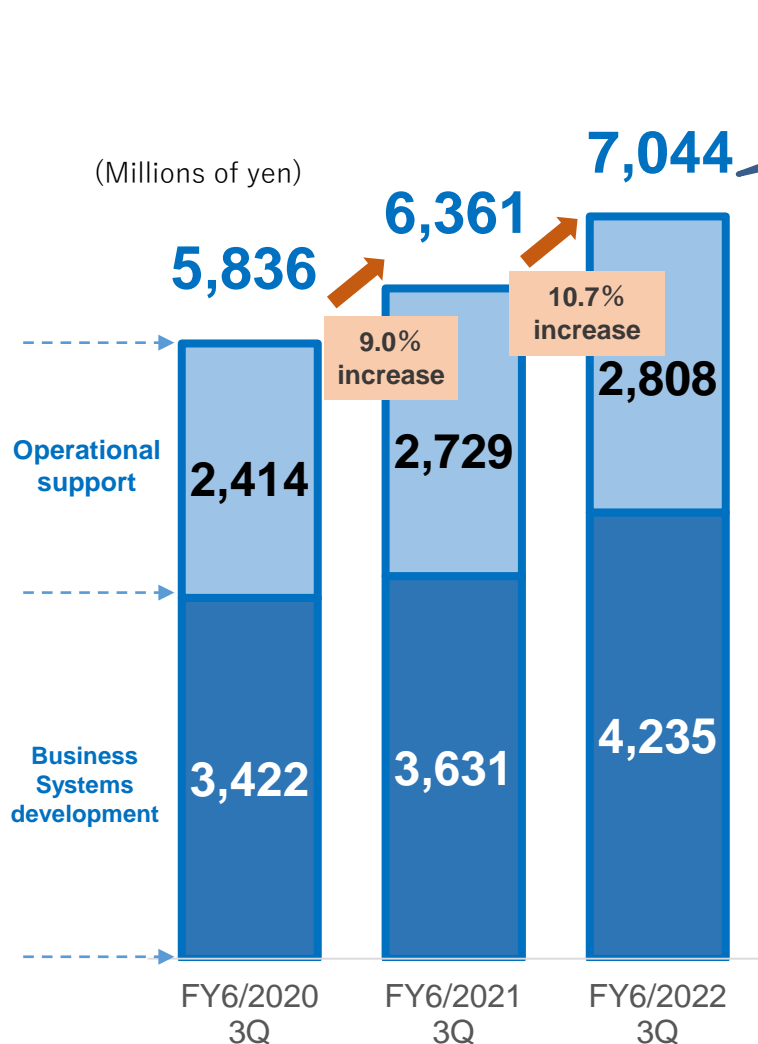 (Millions of yen)
7,044
6,361
5,836
10.7%
increase
9.0%
increase
2,808
2,729
2,414
Operational
support
4,235
3,631
3,422
Business
Systems
development
FY6/2020
3Q
FY6/2021
3Q
FY6/2022
3Q